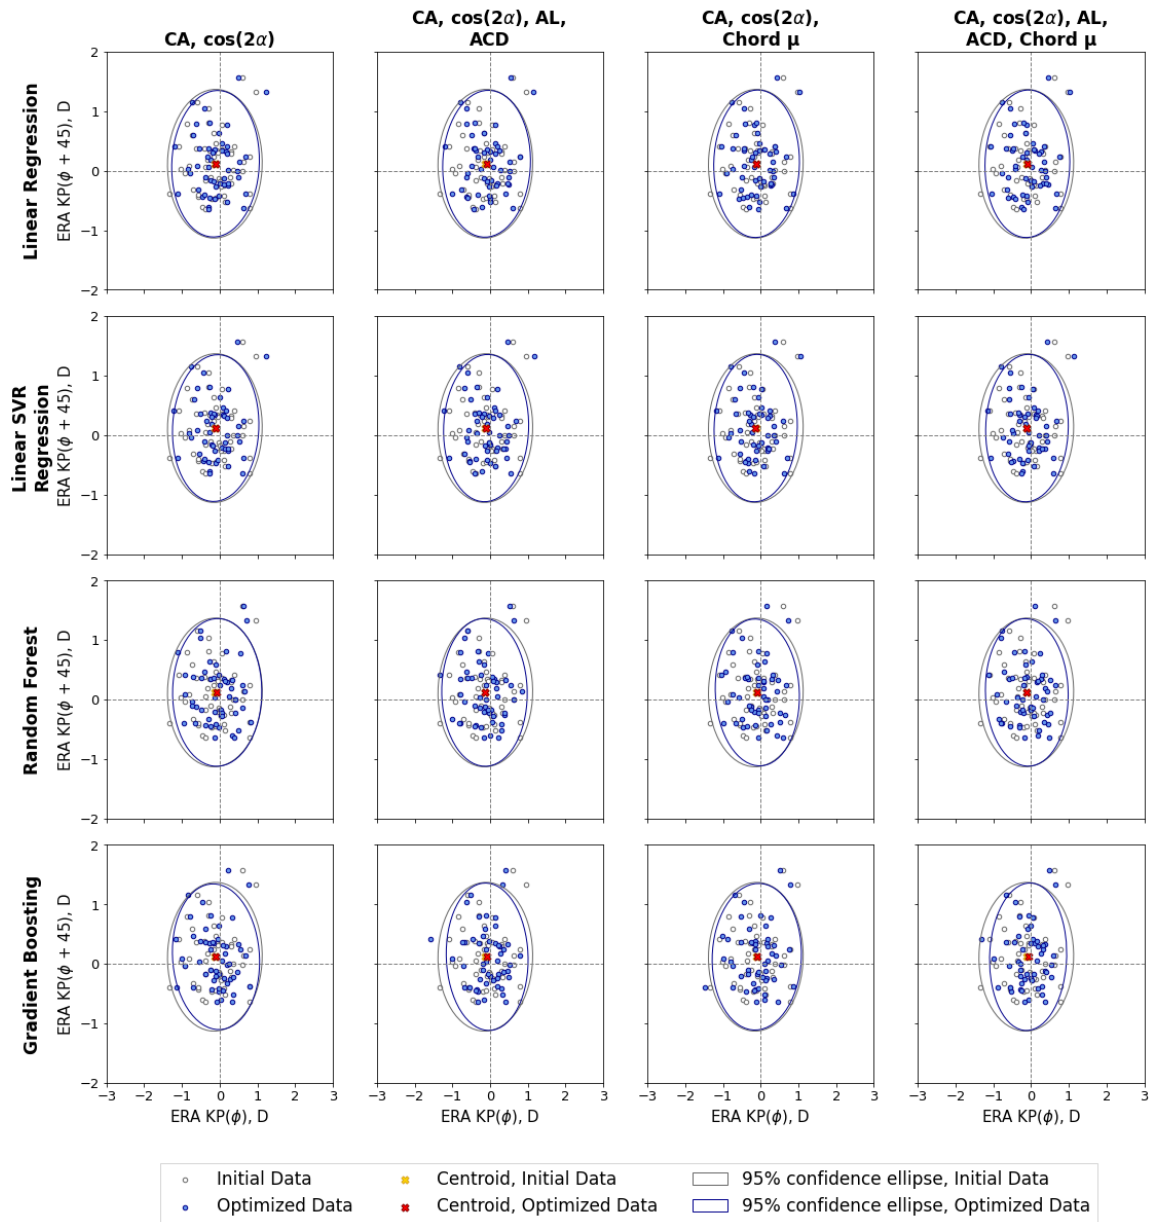 CA, cos(2α)
CA, cos(2α), AL,
ACD
CA, cos(2α),
Chord μ
CA, cos(2α), AL,
ACD, Chord μ
Linear Regression
ERA KP(ϕ + 45), D
2
1
0
−1
−2
Linear SVR
Regression
ERA KP(ϕ + 45), D
2
1
0
−1
−2
Random Forest
ERA KP(ϕ + 45), D
2
1
0
−1
−2
Gradient Boosting
ERA KP(ϕ + 45), D
2
1
0
−1
−2
−3 −2 −1 0 1 2 3
−3 −2 −1 0 1 2 3
−3 −2 −1 0 1 2 3
−3 −2 −1 0 1 2 3
ERA KP(ϕ), D
ERA KP(ϕ), D
ERA KP(ϕ), D
ERA KP(ϕ), D
Initial Data
Optimized Data
Centroid, Initial Data
Centroid, Optimized Data
95% confidence ellipse, Initial Data
95% confidence ellipse, Optimized Data